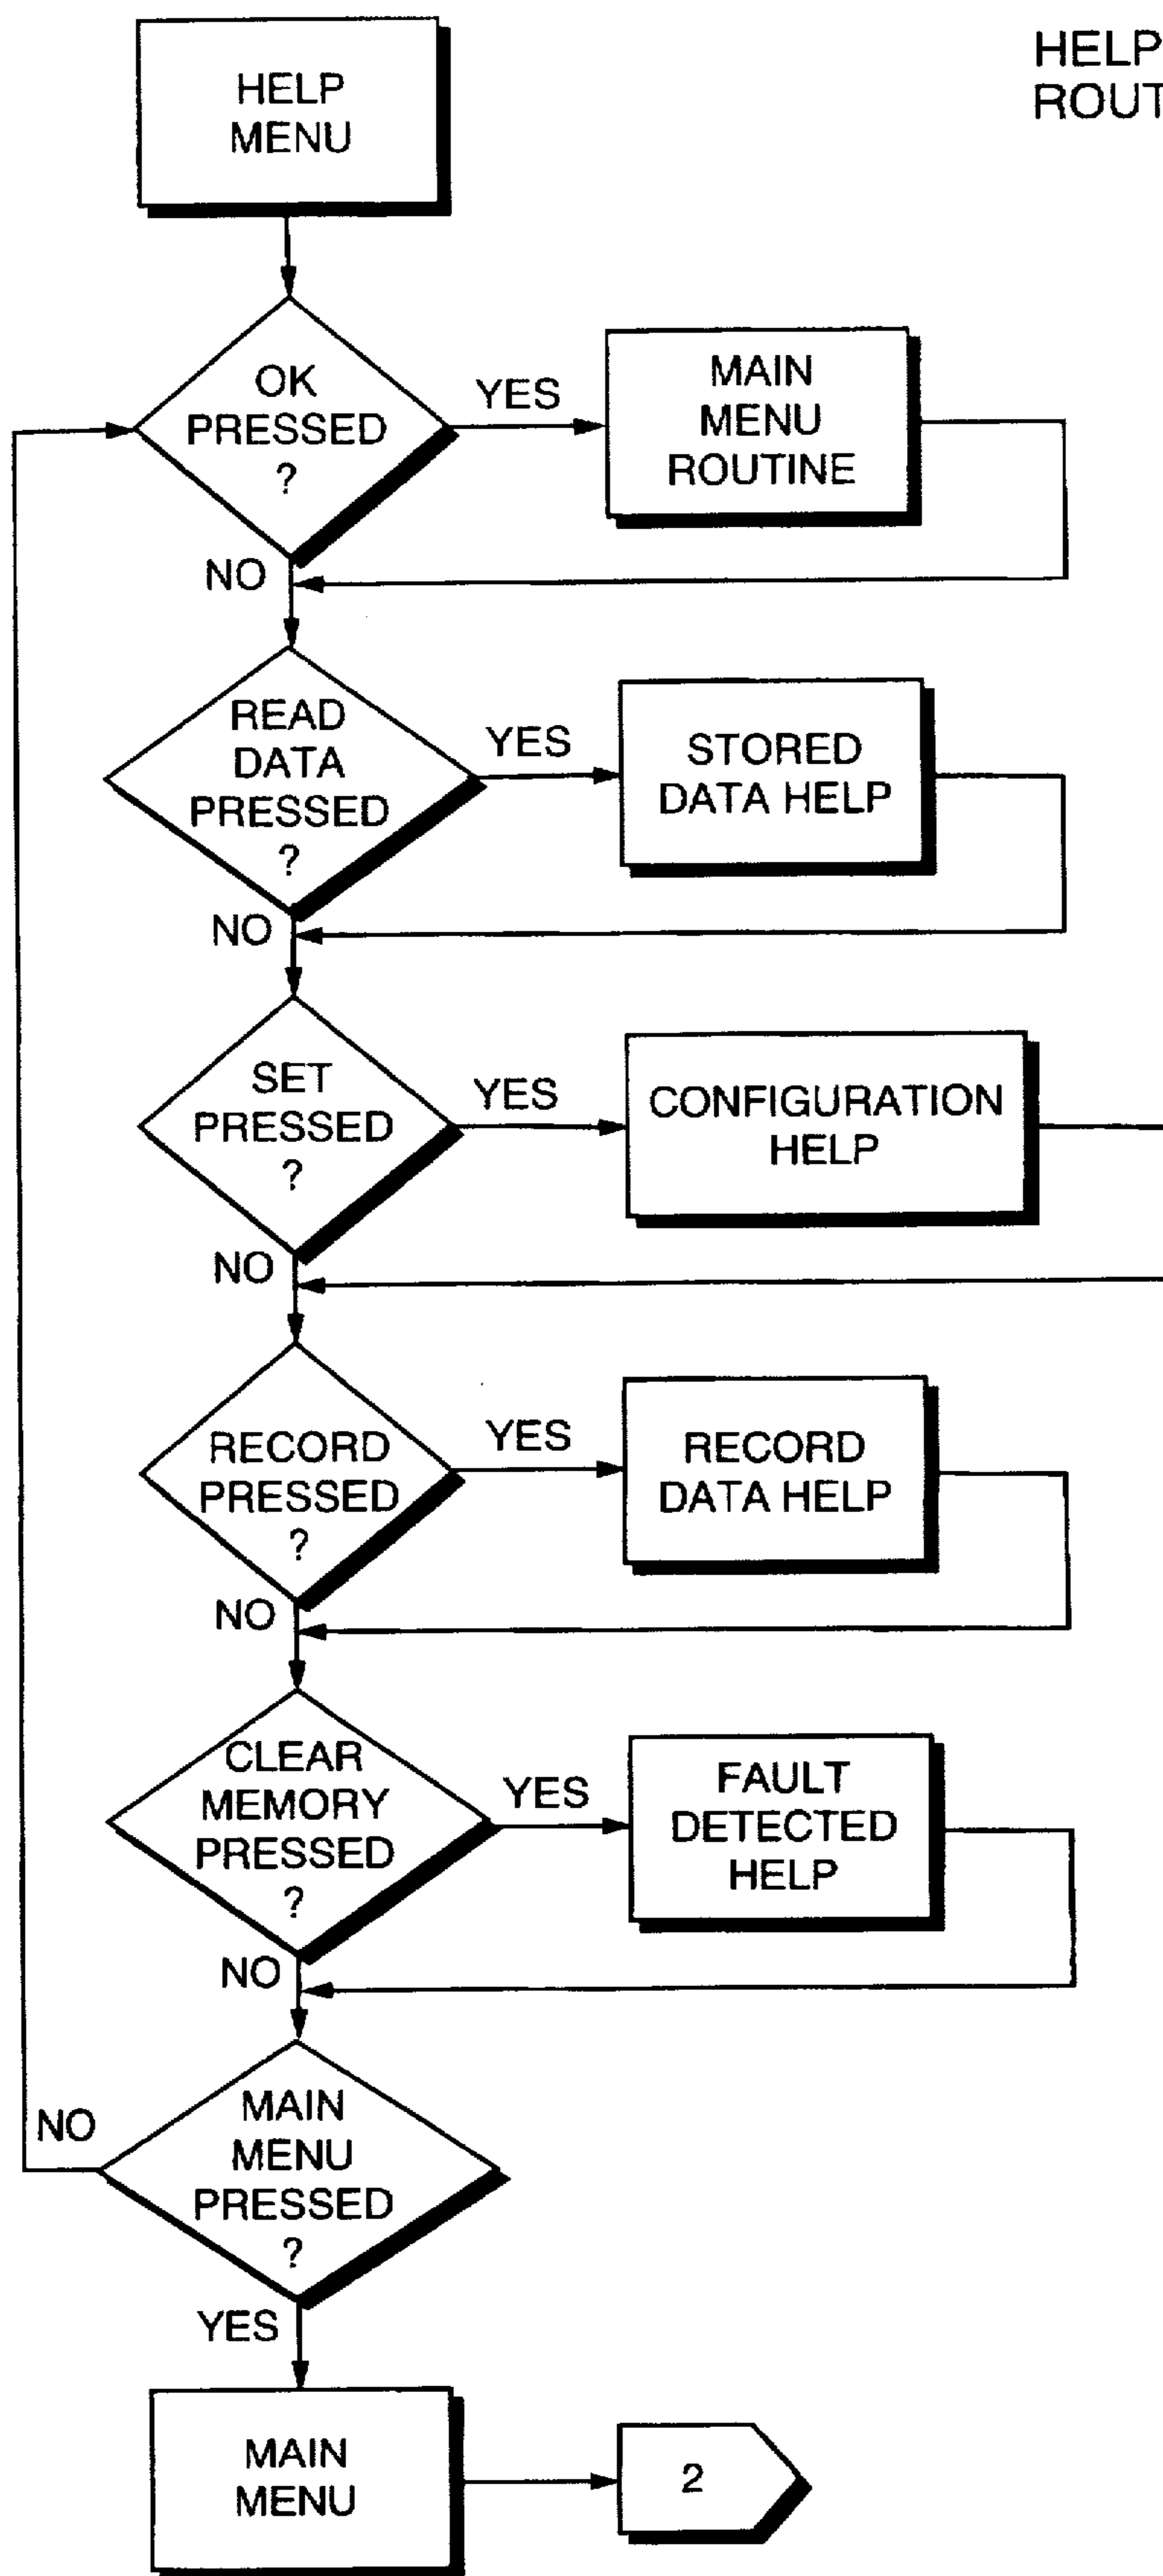 HELP
MENU
HELP
ROUT
OK
PRESSED
?
YES
MAIN
MENU
ROUTINE
NO
READ
DATA
PRESSED
?
YES
STORED
DATA HELP
NO
SET
PRESSED
?
YES
CONFIGURATION
HELP
NO
RECORD
PRESSED
?
YES
RECORD
DATA HELP
NO
CLEAR
MEMORY
PRESSED
?
YES
FAULT
DETECTED
HELP
NO
MAIN
MENU
PRESSED
?
NO
YES
MAIN
MENU
2